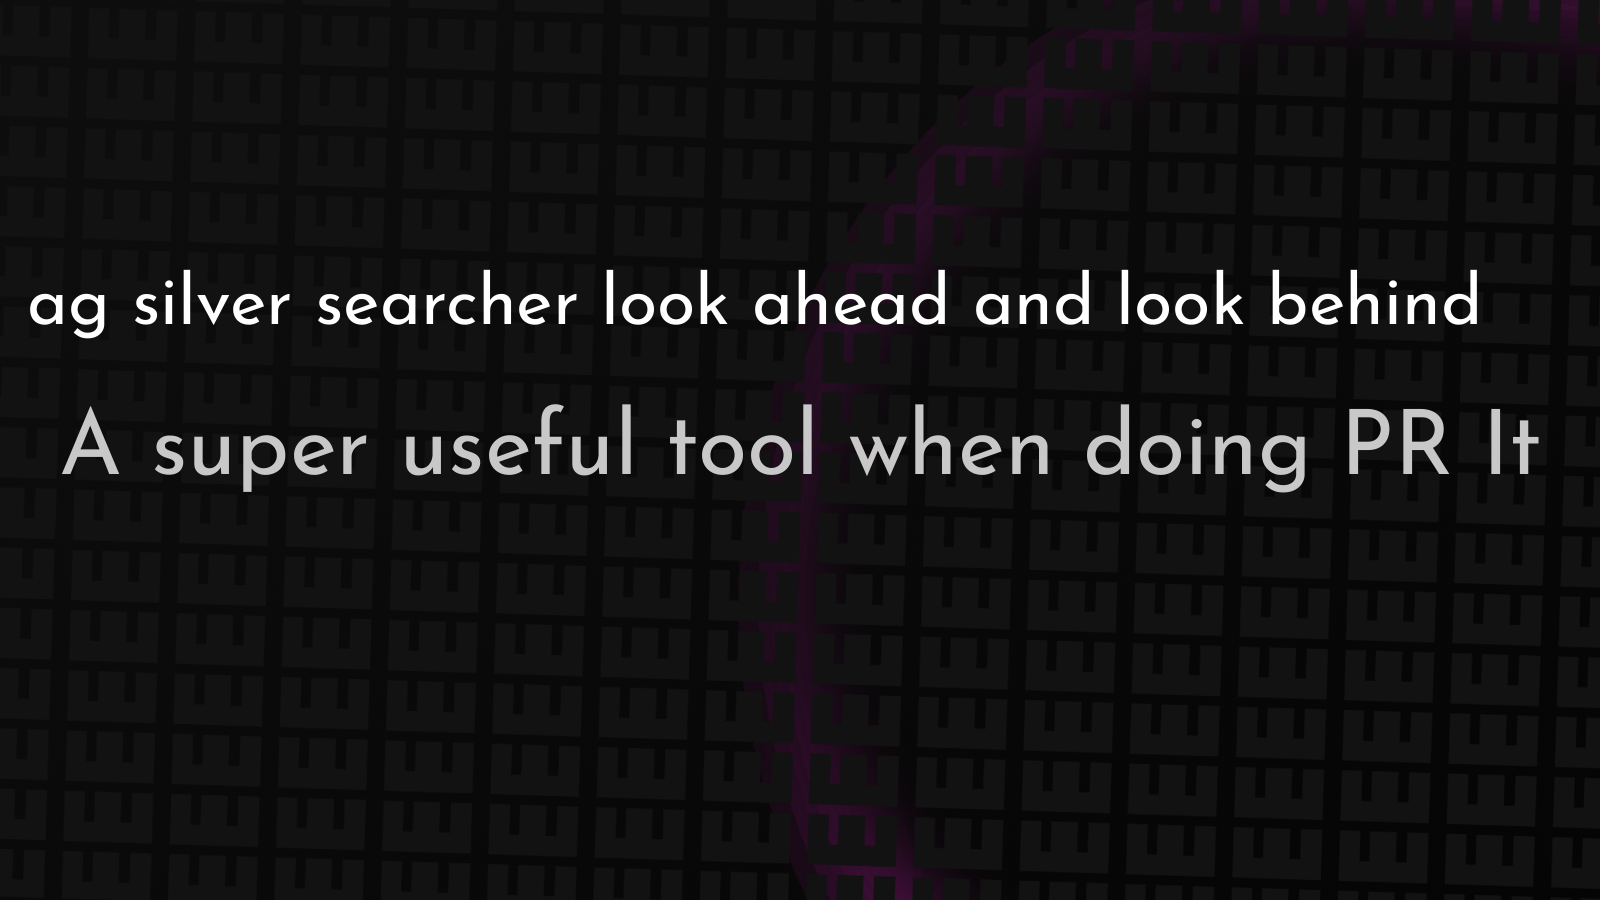 ag silver searcher look ahead and look behind
A super useful tool when doing PR It